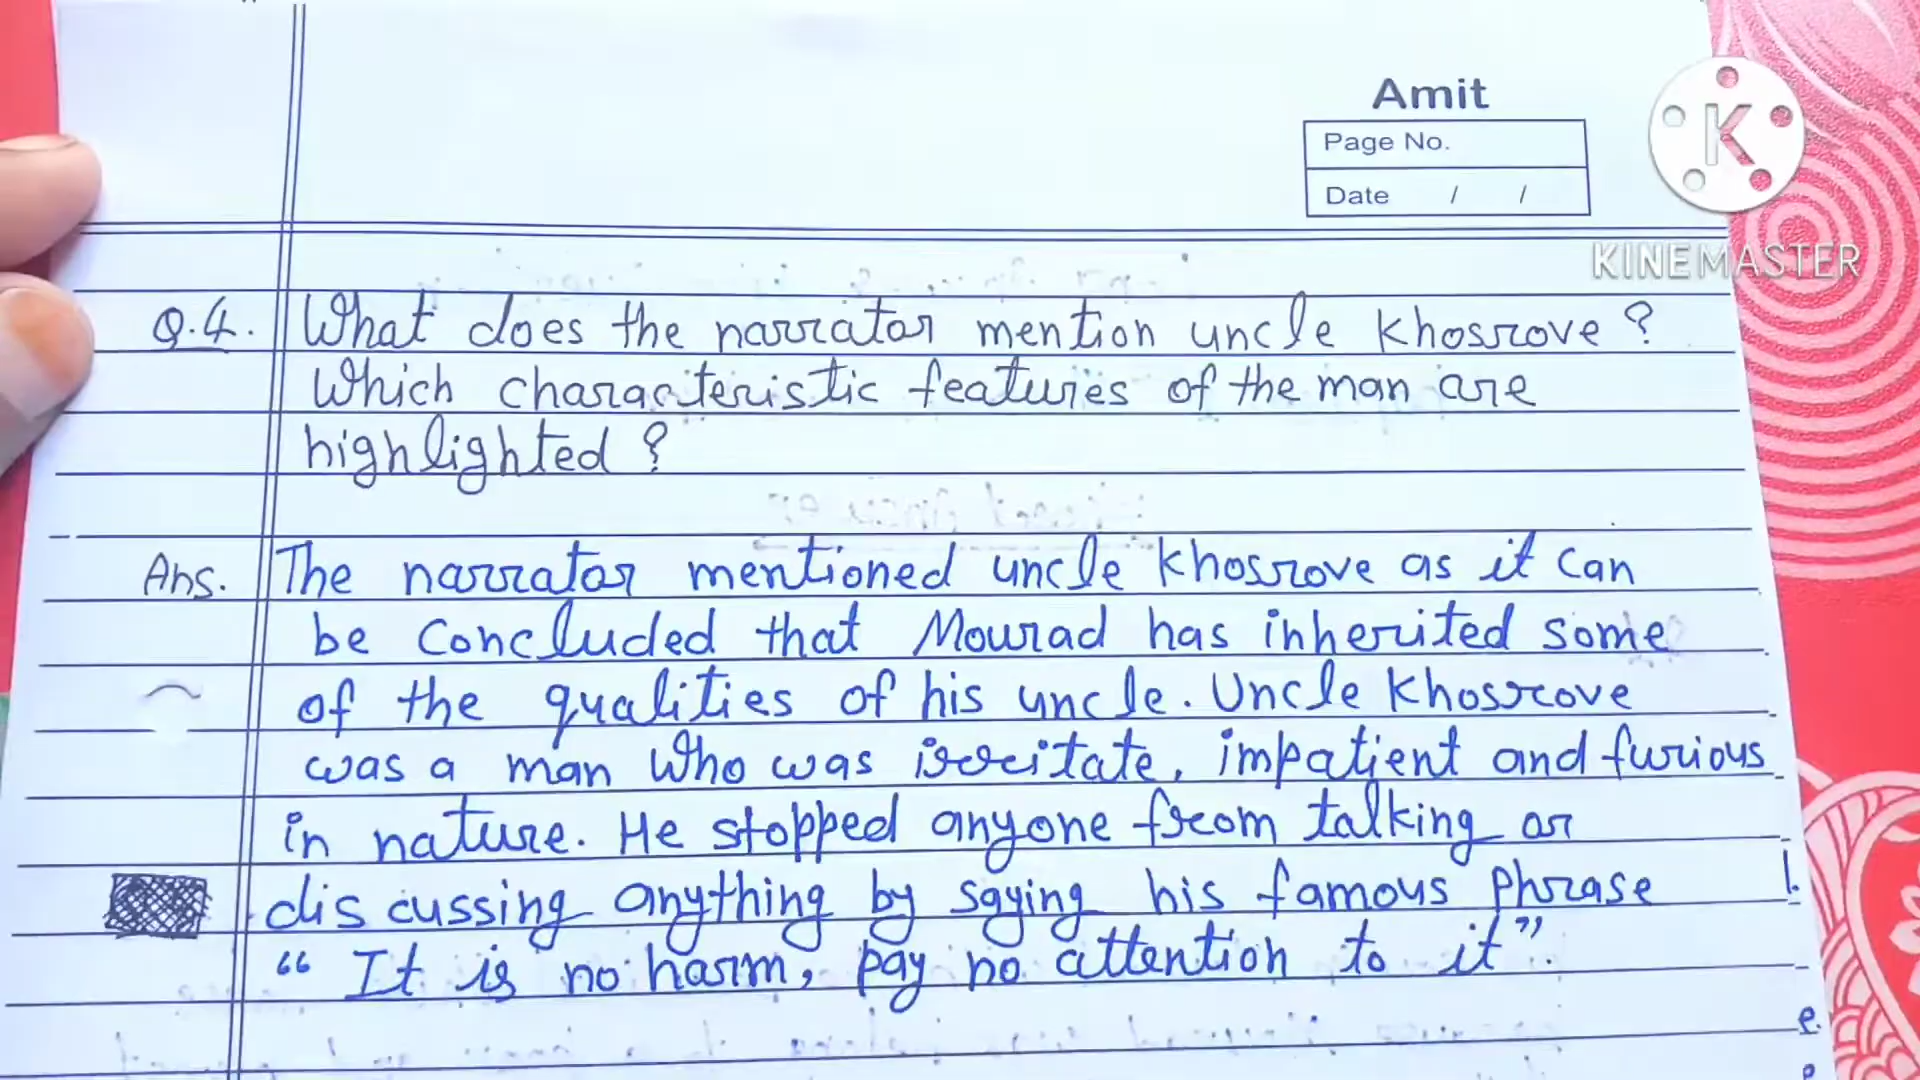 Amit
Page No.
Date / /
KINEMASTER
Q.4. What does the narrator mention uncle Khosrove?
Which characteristic features of the man are
highlighted?
Ans. The narrator mentioned uncle Khosrove as it can
be concluded that Mourad has inherited some
of the qualities of his uncle. Uncle Khosrove
was a man who was irritate, impatient and furious
in nature. He stopped anyone from talking or
discussing anything by saying his famous phrase
"It is no harm, pay no attention to it".